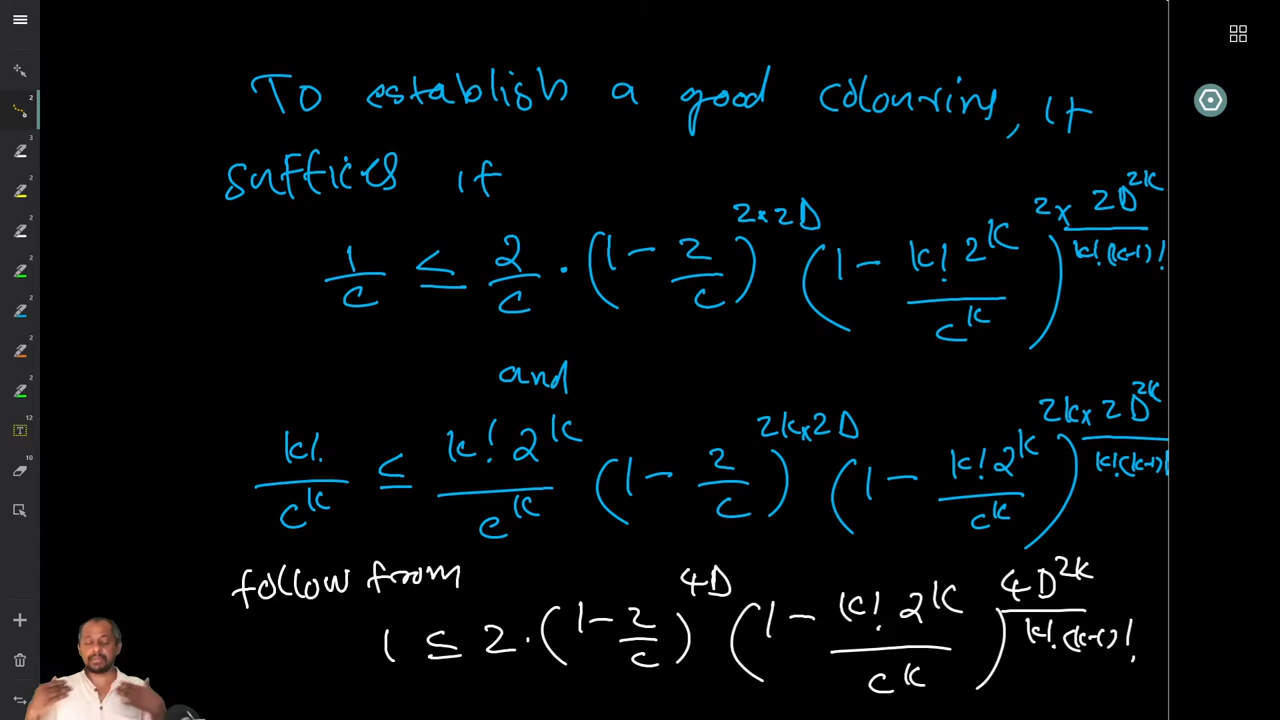 To establish a good colouring, it
suffices if
1/c ≤ 2/c · (1 − 2/c)^(2×2D) (1 − k! 2^k / c^k)^(2 × 2D^(2k) / k!(k-1)!)
and
k!/c^k ≤ k! 2^k / c^k (1 − 2/c)^(2k×2D) (1 − k! 2^k / c^k)^(2k × 2D^(2k) / k!(k-1)!)
follow from
1 ≤ 2 · (1 − 2/c)^(4D) (1 − k! 2^k / c^k)^(4D^(2k) / k!(k-1)!)